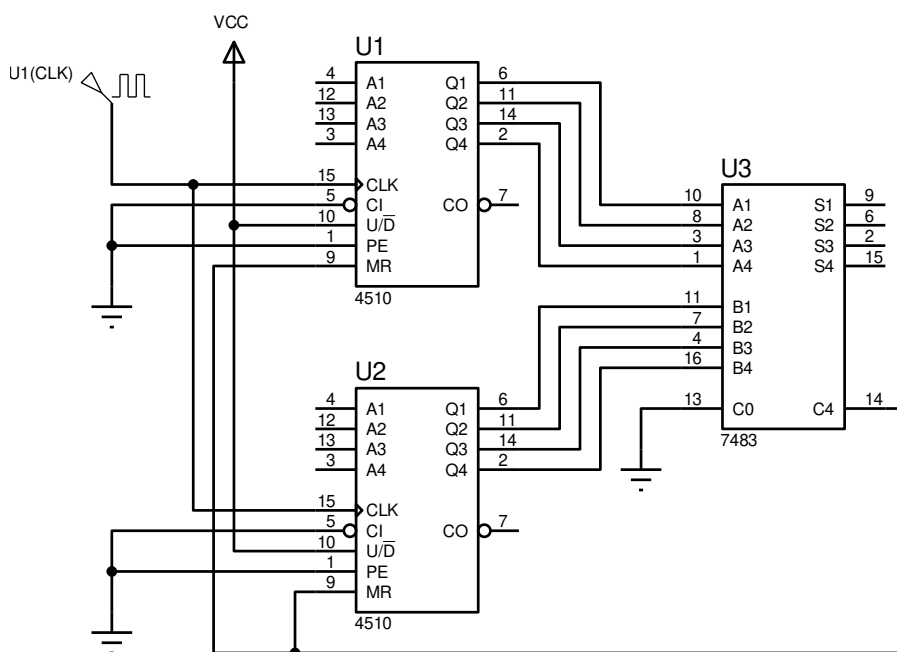 VCC
U1(CLK)
U1
4 A1 Q1 6
12 A2 Q2 11
13 A3 Q3 14
3 A4 Q4 2
15 CLK
5 CI CO 7
10 U/D
1 PE
9 MR
4510
U3
10 A1 S1 9
8 A2 S2 6
3 A3 S3 2
1 A4 S4 15
11 B1
7 B2
4 B3
16 B4
13 C0 C4 14
7483
U2
4 A1 Q1 6
12 A2 Q2 11
13 A3 Q3 14
3 A4 Q4 2
15 CLK
5 CI CO 7
10 U/D
1 PE
9 MR
4510